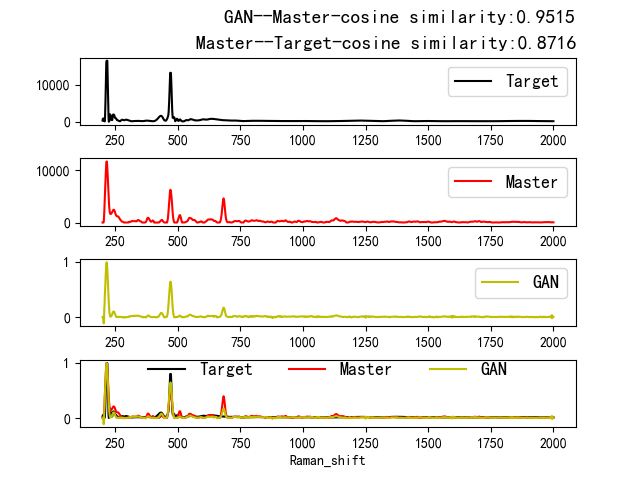 GAN--Master-cosine similarity:0.9515
Master--Target-cosine similarity:0.8716
10000
0
Target
250 500 750 1000 1250 1500 1750 2000
10000
0
Master
250 500 750 1000 1250 1500 1750 2000
1
0
GAN
250 500 750 1000 1250 1500 1750 2000
1
0
Target Master GAN
250 500 750 1000 1250 1500 1750 2000
Raman_shift